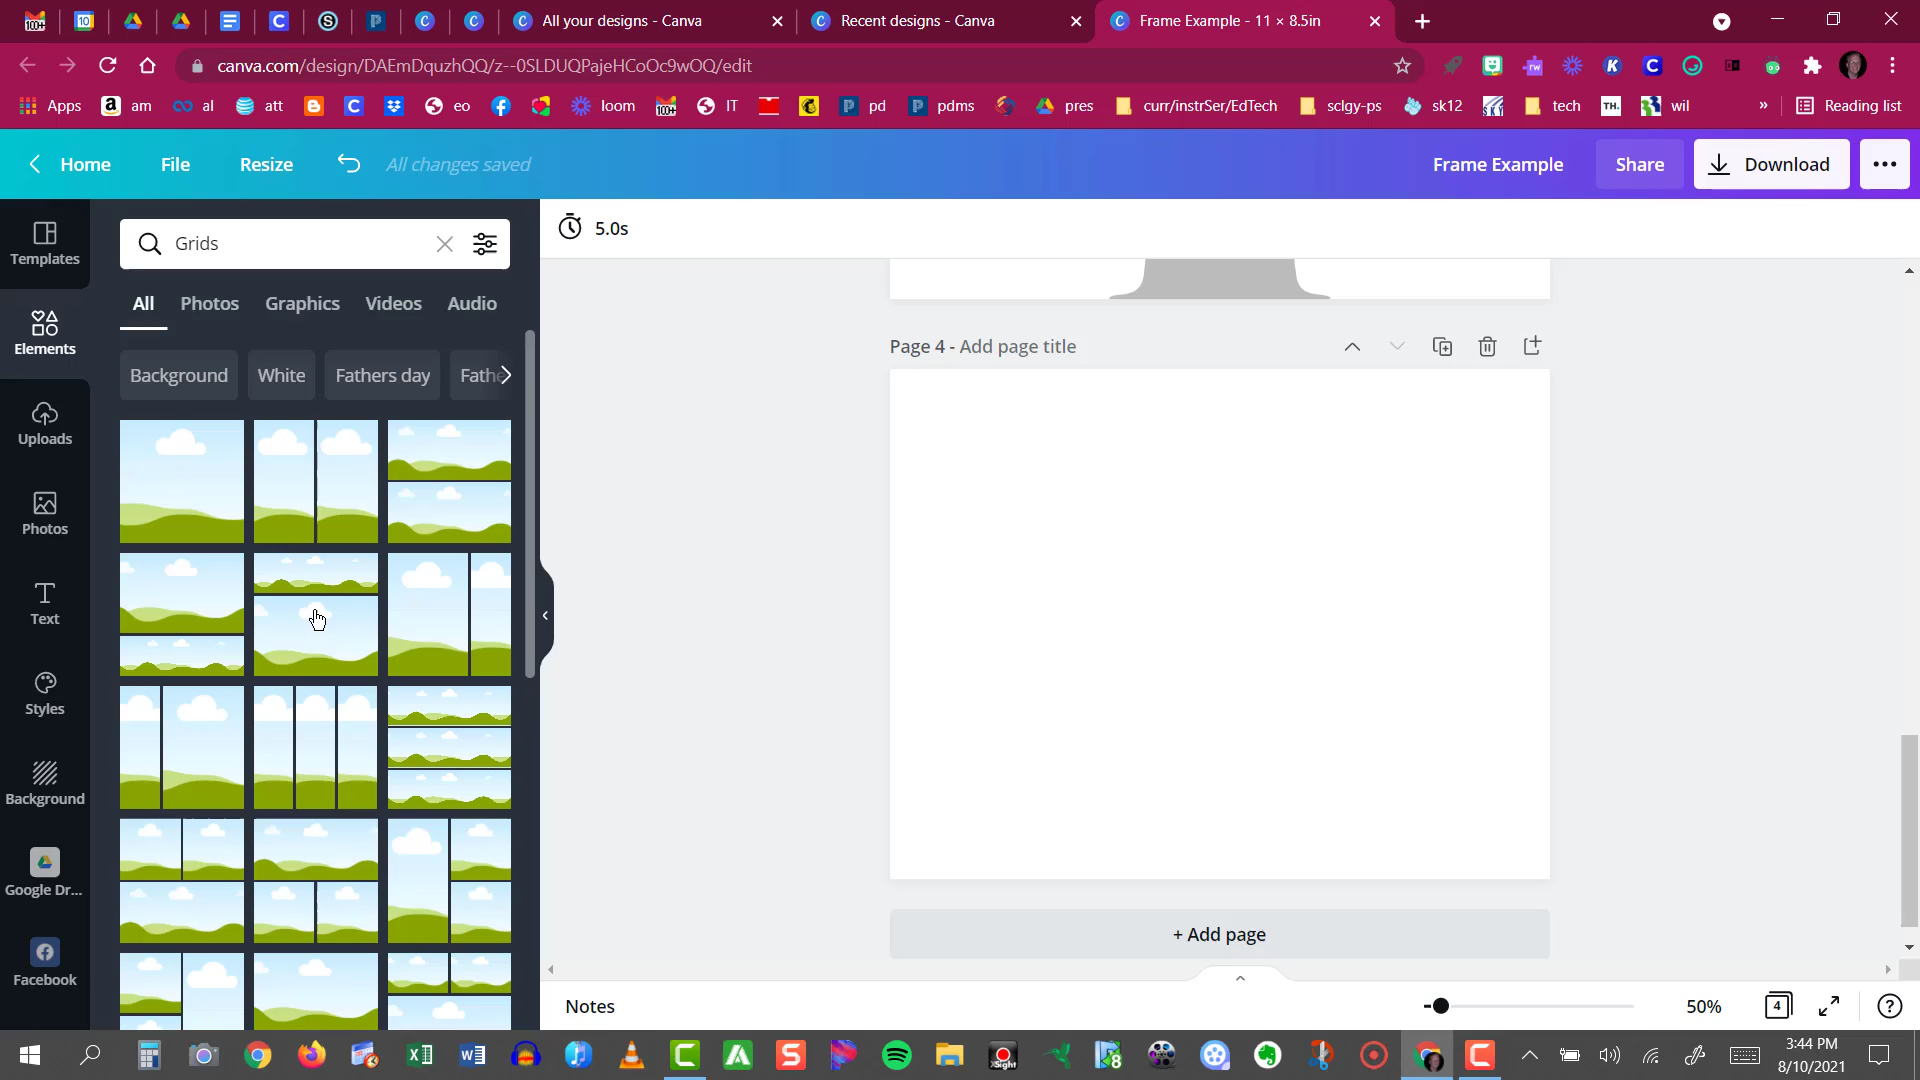 All your designs - Canva
Recent designs - Canva
Frame Example - 11 × 8.5in
canva.com/design/DAEmDquzhQQ/z--0SLDUQPajeHCoOc9wOQ/edit
Apps am al att eo loom IT pd pdms pres curr/instrSer/EdTech sclgy-ps sk12 tech TH. wil » Reading list
Home File Resize All changes saved Frame Example Share Download
Templates
Elements
Uploads
Photos
Text
Styles
Background
Google Dr...
Facebook
Grids
All Photos Graphics Videos Audio
Background White Fathers day Fathe
5.0s
Page 4 - Add page title
+ Add page
Notes 50% 4
3:44 PM
8/10/2021